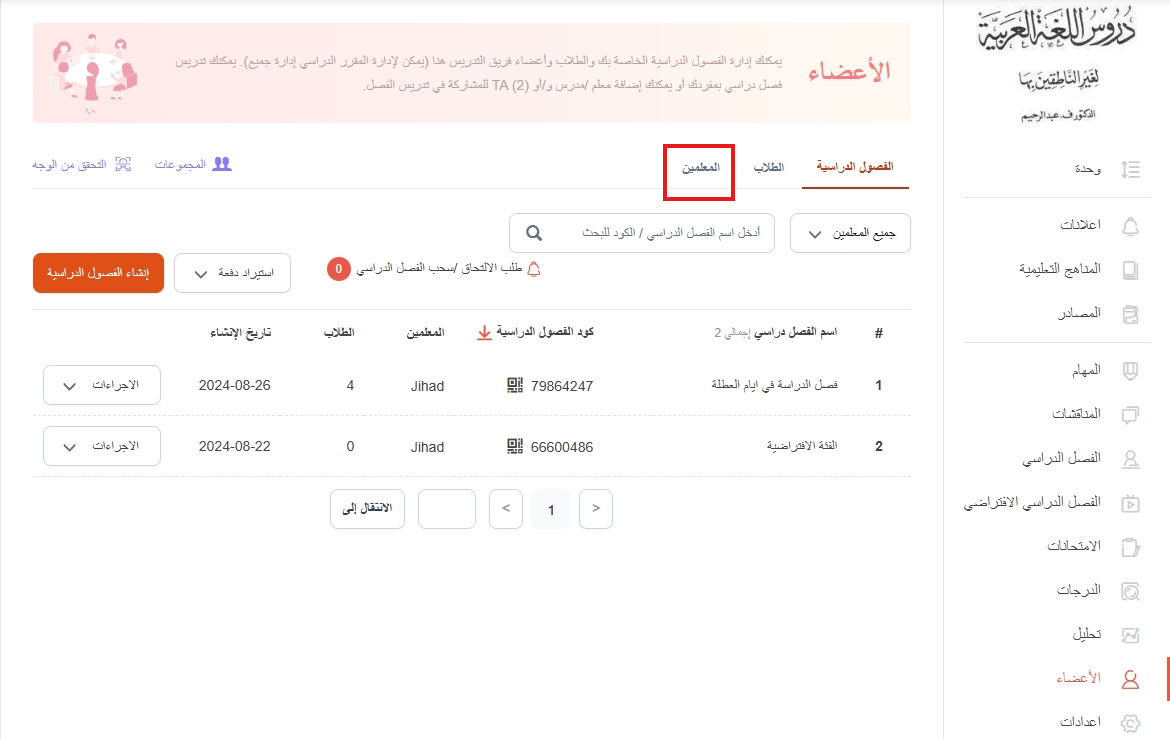 دروس اللغة العربية
لغير الناطقين بها
الدكتور ف. عبدالرحيم
وحدة
اعلانات
المناهج التعليمية
المصادر
المهام
المناقشات
الفصل الدراسي
الفصل الدراسي الافتراضي
الامتحانات
الدرجات
تحليل
الأعضاء
اعدادات
الأعضاء
يمكنك إدارة الفصول الدراسية الخاصة بك والطلاب وأعضاء فريق التدريس هنا (يمكن لإدارة المقرر الدراسي إدارة جميع). يمكنك تدريس
فصل دراسي بمفردك أو يمكنك إضافة معلم /مدرس و/أو TA (2) للمشاركة في تدريس الفصل.
الفصول الدراسية الطلاب المعلمين المجموعات التحقق من الوجه
جميع المعلمين أدخل اسم الفصل الدراسي / الكود للبحث
طلب الالتحاق /سحب الفصل الدراسي 0 استيراد دفعة إنشاء الفصول الدراسية
# اسم الفصل دراسي إجمالي 2 كود الفصول الدراسية المعلمين الطلاب تاريخ الإنشاء
1 فصل الدراسة في ايام العطلة 79864247 Jihad 4 2024-08-26 الاجراءات
2 الفئة الافتراضية 66600486 Jihad 0 2024-08-22 الاجراءات
< 1 > الانتقال إلى